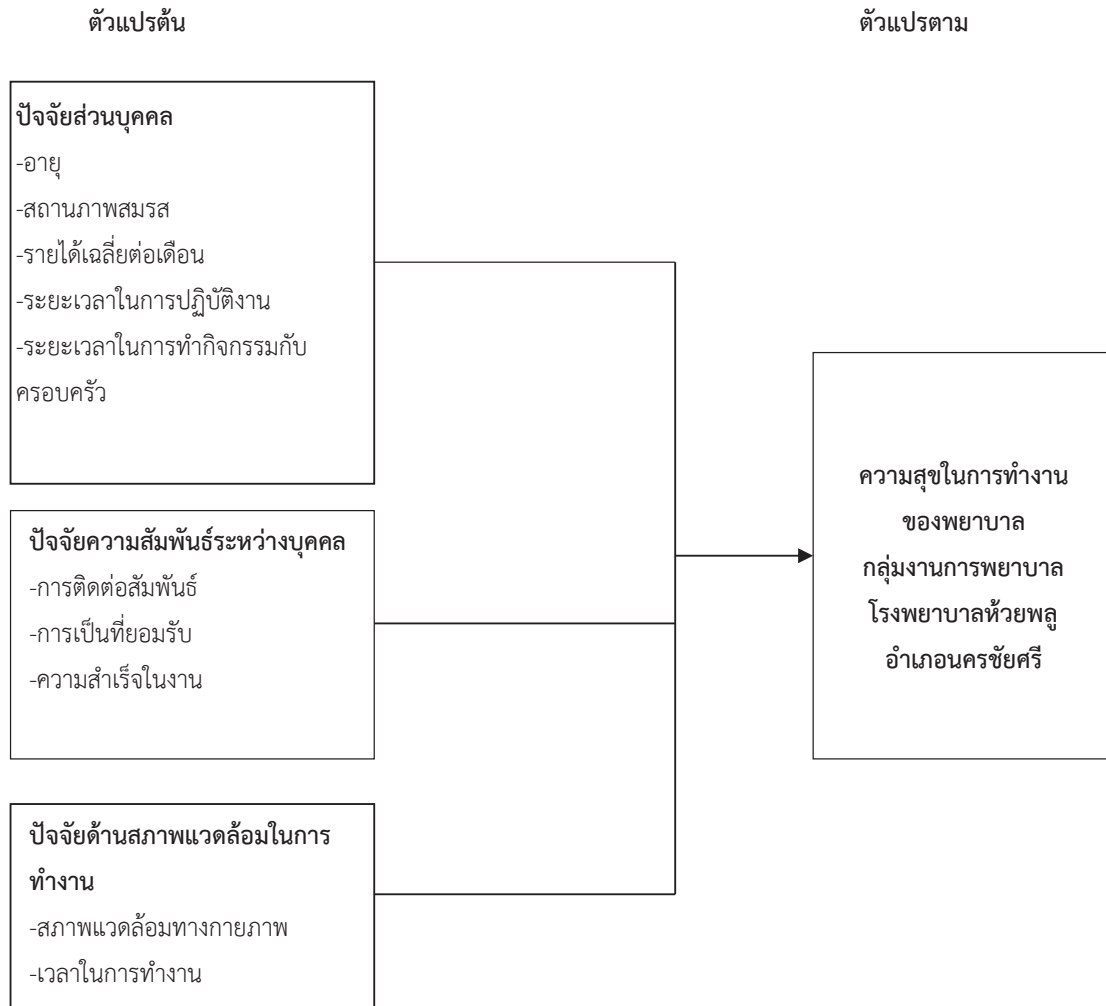 ตัวแปรต้น
ตัวแปรตาม
ปัจจัยส่วนบุคคล
-อายุ
-สถานภาพสมรส
-รายได้เฉลี่ยต่อเดือน
-ระยะเวลาในการปฏิบัติงาน
-ระยะเวลาในการทำกิจกรรมกับ
ครอบครัว
ปัจจัยความสัมพันธ์ระหว่างบุคคล
-การติดต่อสัมพันธ์
-การเป็นที่ยอมรับ
-ความสำเร็จในงาน
ปัจจัยด้านสภาพแวดล้อมในการ
ทำงาน
-สภาพแวดล้อมทางกายภาพ
-เวลาในการทำงาน
ความสุขในการทำงาน
ของพยาบาล
กลุ่มงานการพยาบาล
โรงพยาบาลห้วยพลู
อำเภอนครชัยศรี